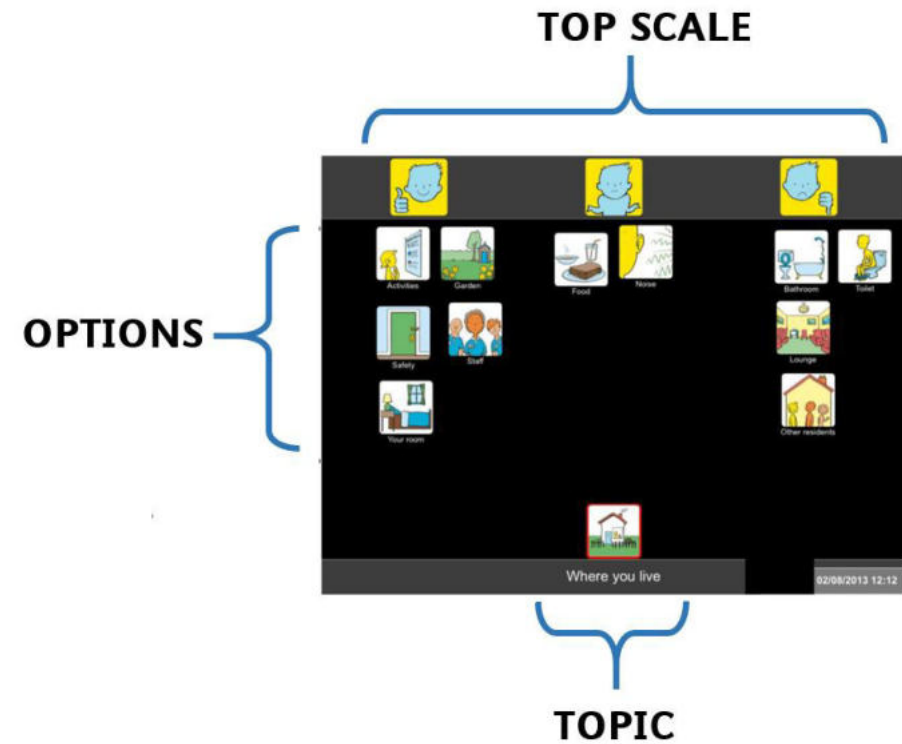 TOP SCALE
OPTIONS
Activities
Garden
Food
Noise
Bathroom
Toilet
Safety
Staff
Lounge
Your room
Other residents
Where you live
02/08/2013 12:12
TOPIC